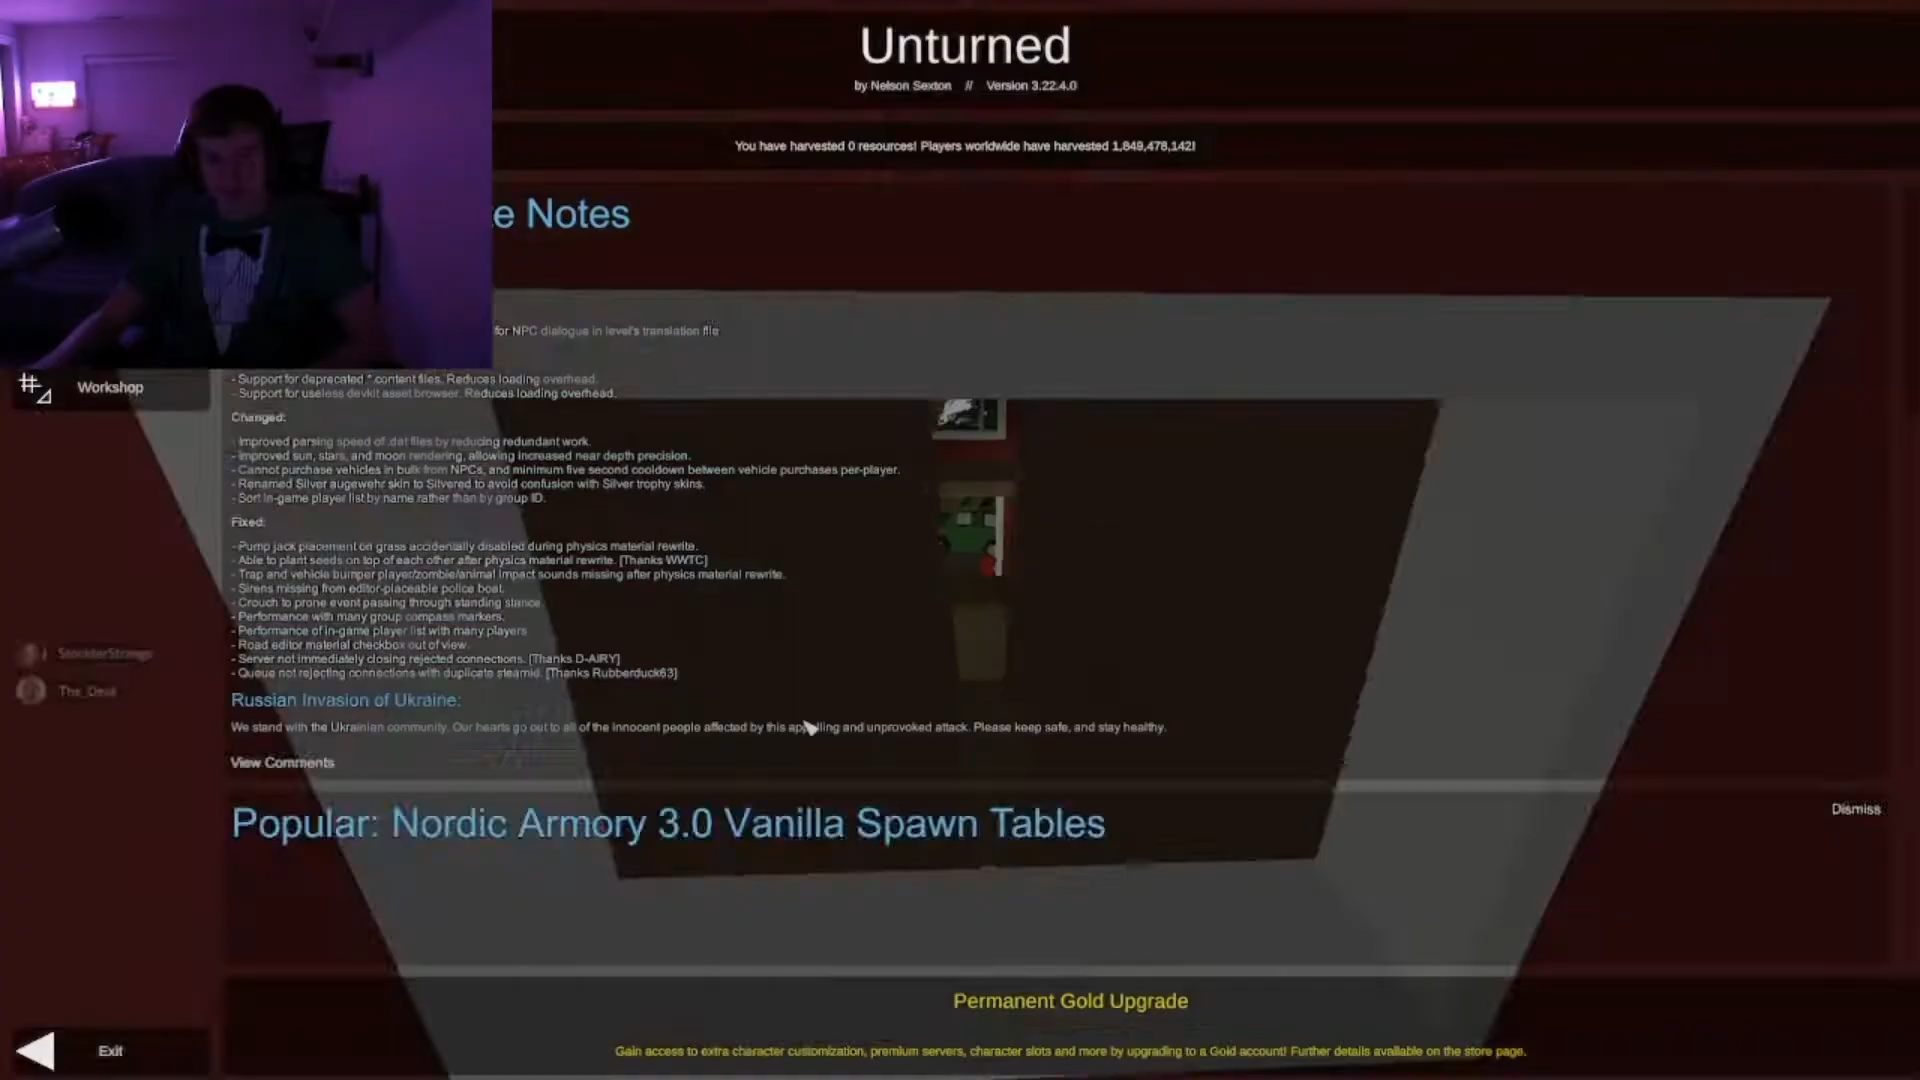 Unturned
by Nelson Sexton // Version 3.22.4.0
You have harvested 0 resources! Players worldwide have harvested 1,849,478,142!
e Notes
for NPC dialogue in level's translation file
- Support for deprecated *.content files. Reduces loading overhead.
- Support for useless devkit asset browser. Reduces loading overhead.
Workshop
Changed:
- Improved parsing speed of .dat files by reducing redundant work.
- Improved sun, stars, and moon rendering, allowing increased near depth precision.
- Cannot purchase vehicles in bulk from NPCs, and minimum five second cooldown between vehicle purchases per-player.
- Renamed Silver augewehr skin to Silvered to avoid confusion with Silver trophy skins.
- Sort in-game player list by name rather than by group ID.
Fixed:
- Pump jack placement on grass accidentally disabled during physics material rewrite.
- Able to plant seeds on top of each other after physics material rewrite. [Thanks WWTC]
- Trap and vehicle bumper player/zombie/animal impact sounds missing after physics material rewrite.
- Sirens missing from editor-placeable police boat.
- Crouch to prone event passing through standing stance.
- Performance with many group compass markers.
- Performance of in-game player list with many players
- Road editor material checkbox out of view.
- Server not immediately closing rejected connections. [Thanks D-AIRY]
- Queue not rejecting connections with duplicate steamid. [Thanks Rubberduck63]
Russian Invasion of Ukraine:
We stand with the Ukrainian community. Our hearts go out to all of the innocent people affected by this appalling and unprovoked attack. Please keep safe, and stay healthy.
View Comments
Popular: Nordic Armory 3.0 Vanilla Spawn Tables
Dismiss
Permanent Gold Upgrade
Gain access to extra character customization, premium servers, character slots and more by upgrading to a Gold account! Further details available on the store page.
Exit